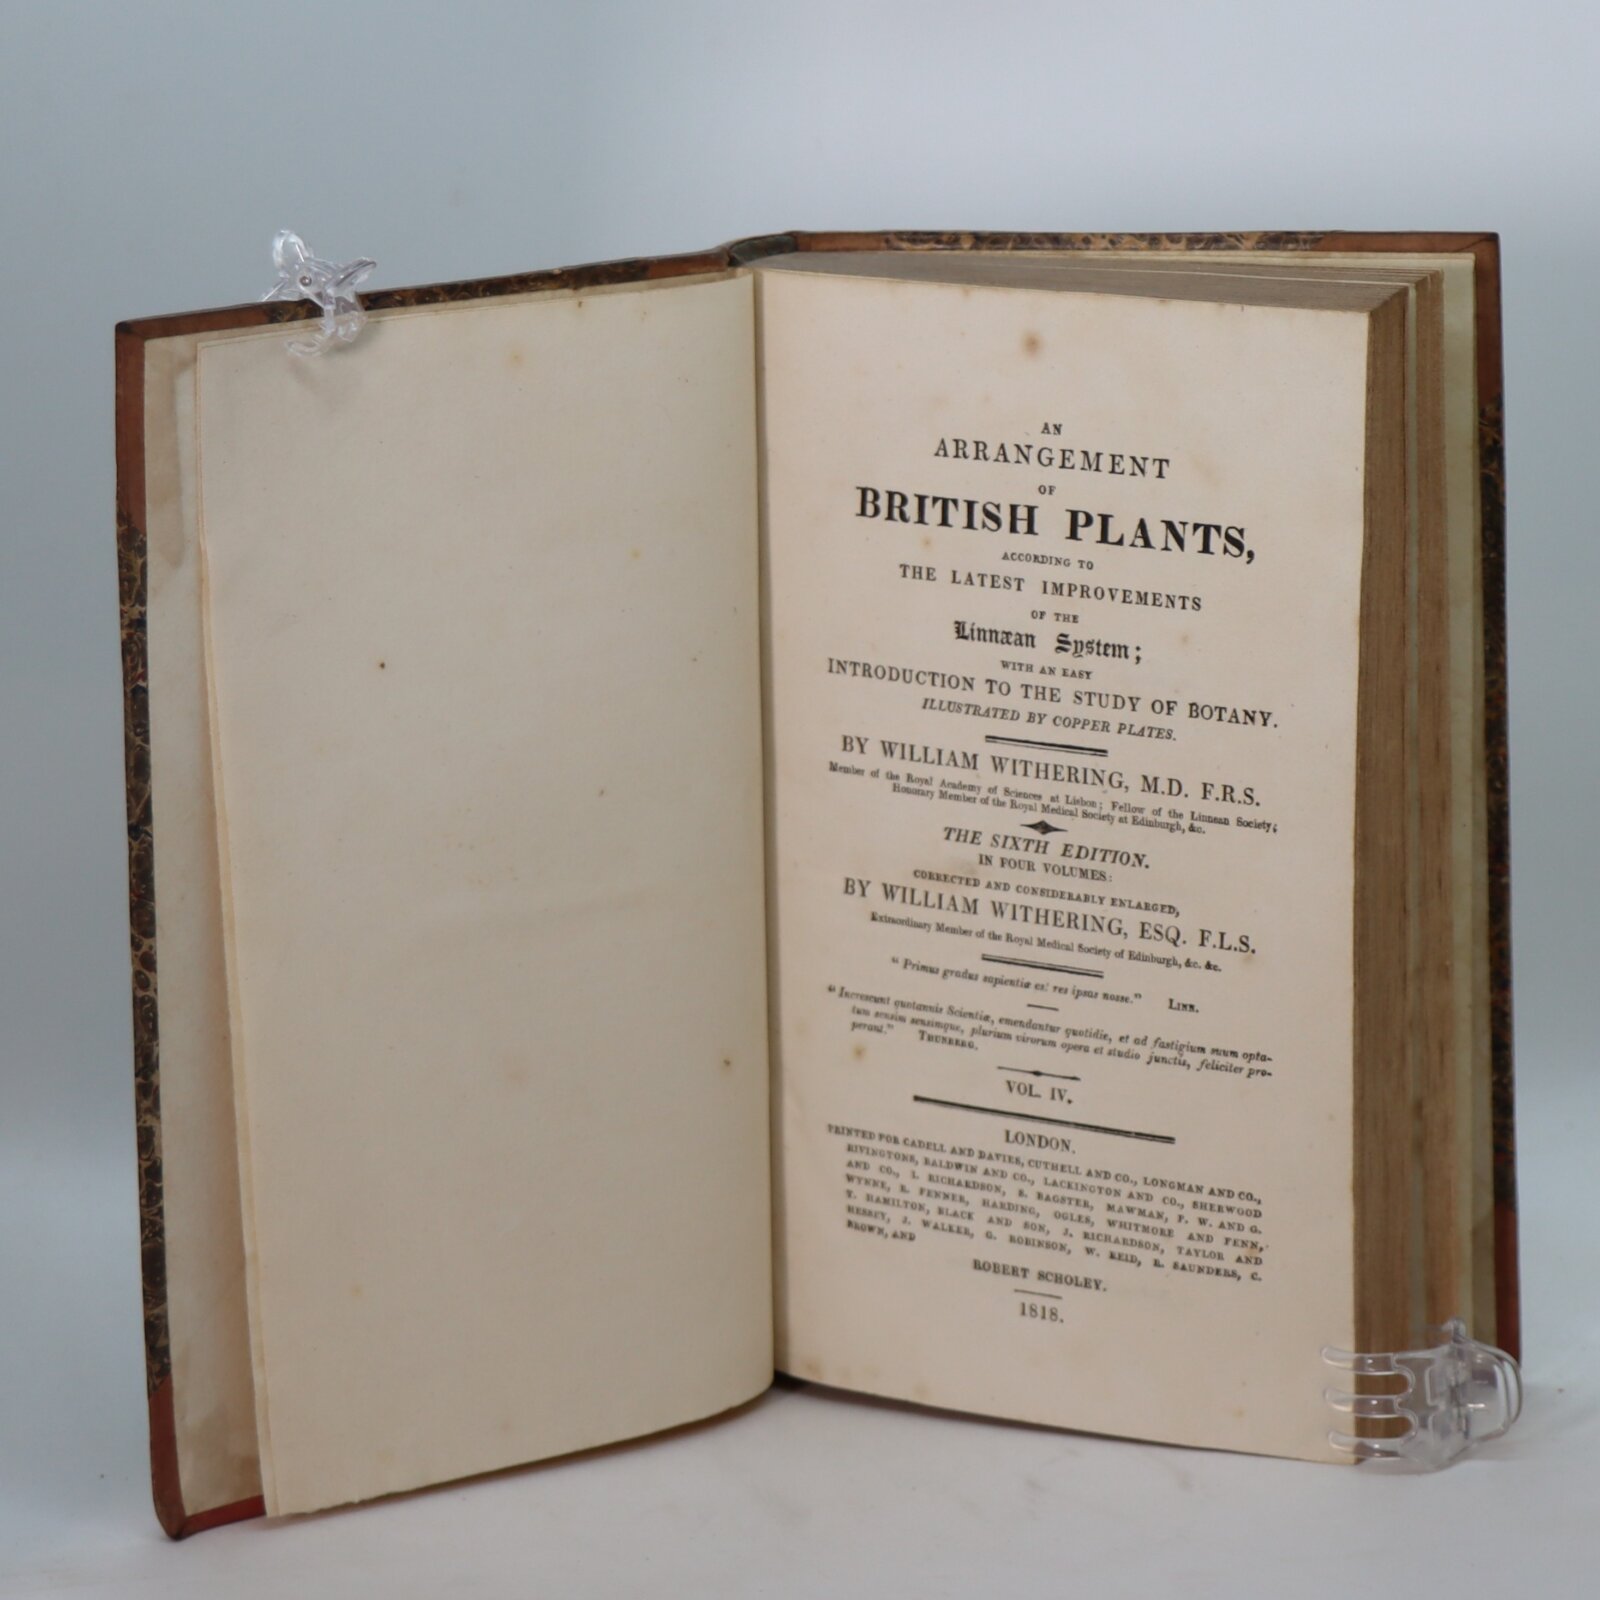 AN
ARRANGEMENT
OF
BRITISH PLANTS,
ACCORDING TO
THE LATEST IMPROVEMENTS
OF THE
Linnæan System;
WITH AN EASY
INTRODUCTION TO THE STUDY OF BOTANY.
ILLUSTRATED BY COPPER PLATES.
BY WILLIAM WITHERING, M.D. F.R.S.
Member of the Royal Academy of Sciences at Lisbon; Fellow of the Linnean Society;
Honorary Member of the Royal Medical Society at Edinburgh, &c.
THE SIXTH EDITION.
IN FOUR VOLUMES:
CORRECTED AND CONSIDERABLY ENLARGED,
BY WILLIAM WITHERING, ESQ. F.L.S.
Extraordinary Member of the Royal Medical Society of Edinburgh, &c. &c.
"Primus gradus sapientiæ est res ipsas nosse." LINN.
"Increscunt quotannis Scientiæ, emendantur quotidie, et ad fastigium suum opta-
tum sensim sensimque, plurium virorum opera et studio junctis, feliciter pro-
perant." THUNBERG.
VOL. IV.
LONDON.
PRINTED FOR CADELL AND DAVIES, CUTHELL AND CO., LONGMAN AND CO.,
RIVINGTONS, BALDWIN AND CO., LACKINGTON AND CO., SHERWOOD
AND CO., I. RICHARDSON, S. BAGSTER, MAWMAN, F. W. AND G.
WYNNE, R. FENNER, HARDING, OGLES, WHITMORE AND FENN,
T. HAMILTON, BLACK AND SON, J. RICHARDSON, TAYLOR AND
HESSEY, J. WALKER, G. ROBINSON, W. REID, R. SAUNDERS, C.
BROWN, AND
ROBERT SCHOLEY.
1818.